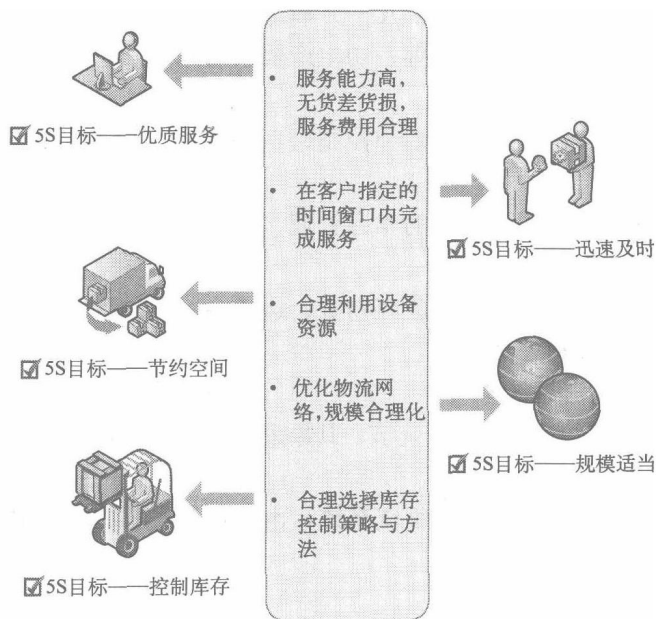 • 服务能力高,
无货差货损,
服务费用合理
☑ 5S目标——优质服务
• 在客户指定的
时间窗口内完
成服务
☑ 5S目标——迅速及时
• 合理利用设备
资源
☑ 5S目标——节约空间
• 优化物流网
络,规模合理化
☑ 5S目标——规模适当
• 合理选择库存
控制策略与方
法
☑ 5S目标——控制库存